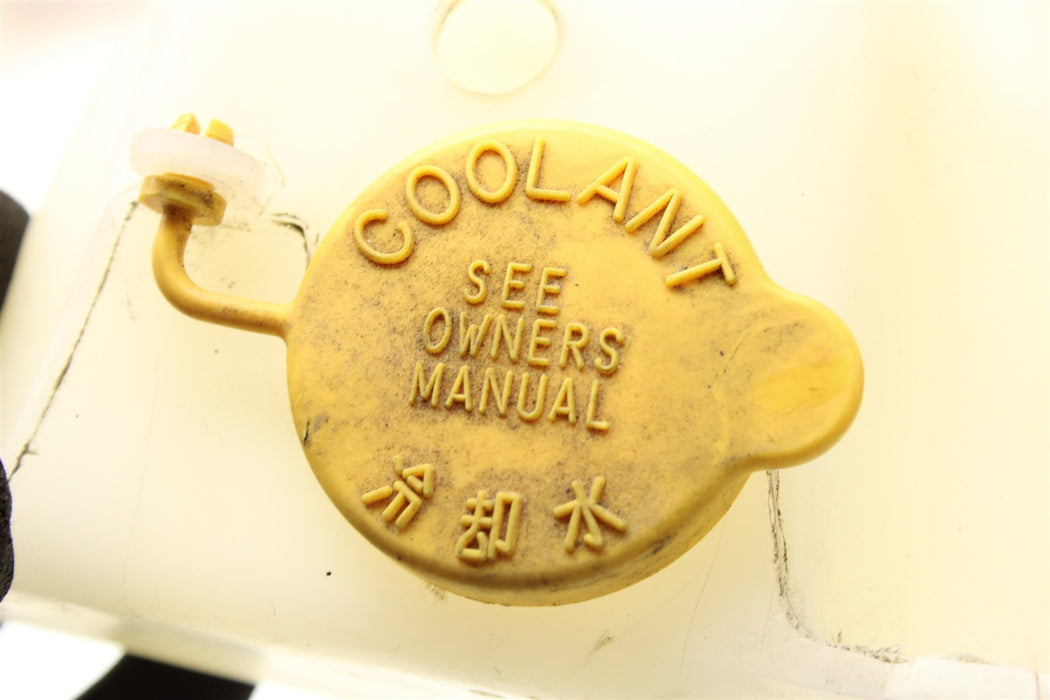 COOLANT
SEE
OWNERS
MANUAL
冷却水